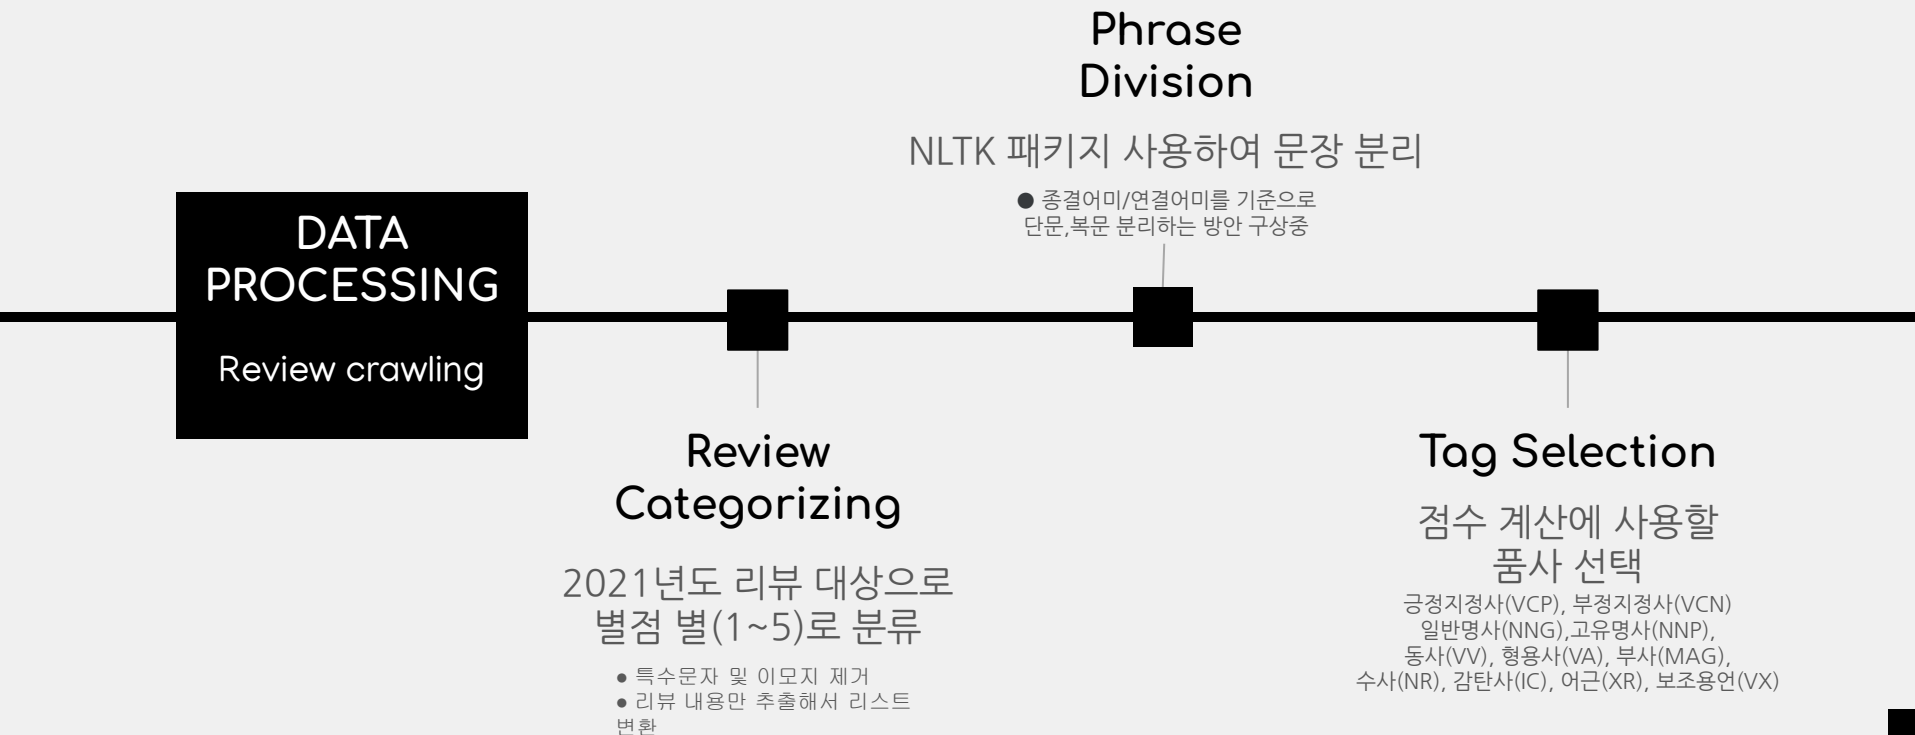 DATA
PROCESSING
Review crawling
Review
Categorizing
2021년도 리뷰 대상으로
별점 별(1~5)로 분류
● 특수문자 및 이모지 제거
● 리뷰 내용만 추출해서 리스트
변환
Phrase
Division
NLTK 패키지 사용하여 문장 분리
● 종결어미/연결어미를 기준으로
단문,복문 분리하는 방안 구상중
Tag Selection
점수 계산에 사용할
품사 선택
긍정지정사(VCP), 부정지정사(VCN)
일반명사(NNG),고유명사(NNP),
동사(VV), 형용사(VA), 부사(MAG),
수사(NR), 감탄사(IC), 어근(XR), 보조용언(VX)